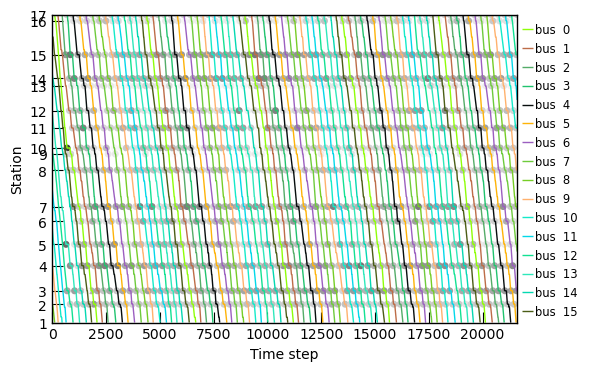 17
16
15
14
13
12
11
10
9
8
7
6
5
4
3
2
1
Station
0 2500 5000 7500 10000 12500 15000 17500 20000
Time step
bus 0
bus 1
bus 2
bus 3
bus 4
bus 5
bus 6
bus 7
bus 8
bus 9
bus 10
bus 11
bus 12
bus 13
bus 14
bus 15